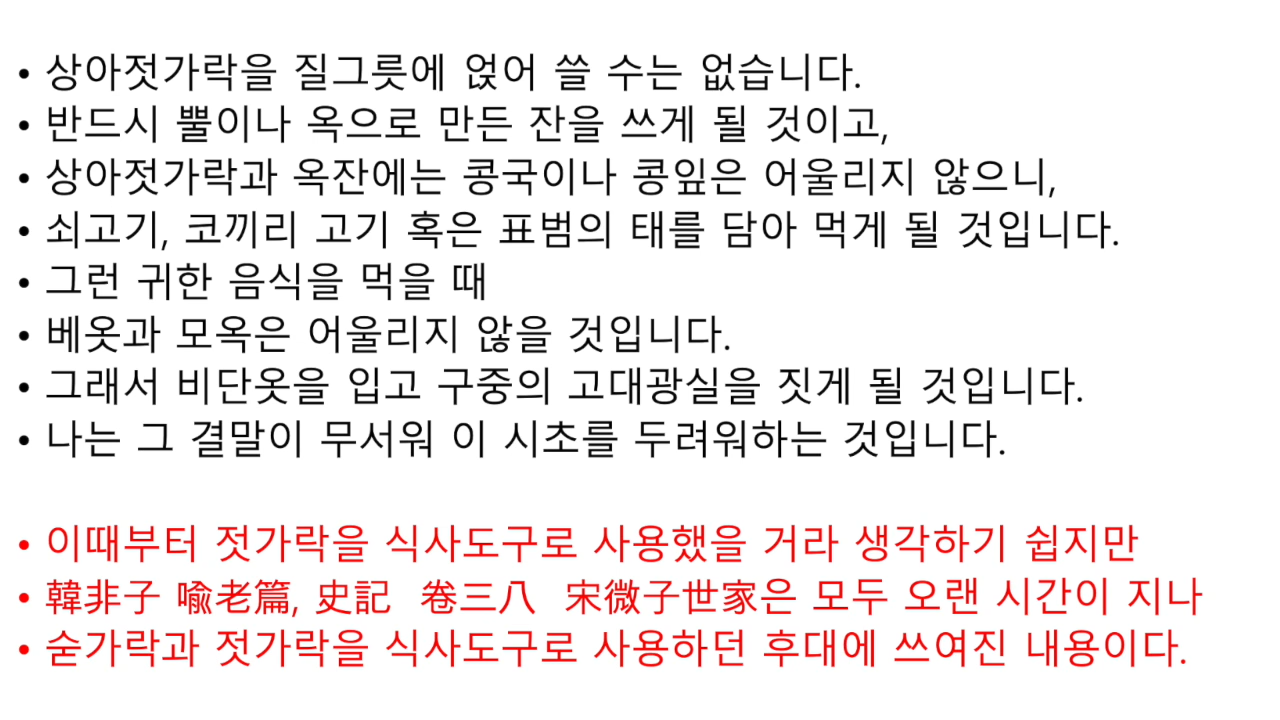 • 상아젓가락을 질그릇에 얹어 쓸 수는 없습니다.
• 반드시 뿔이나 옥으로 만든 잔을 쓰게 될 것이고,
• 상아젓가락과 옥잔에는 콩국이나 콩잎은 어울리지 않으니,
• 쇠고기, 코끼리 고기 혹은 표범의 태를 담아 먹게 될 것입니다.
• 그런 귀한 음식을 먹을 때
• 베옷과 모옥은 어울리지 않을 것입니다.
• 그래서 비단옷을 입고 구중의 고대광실을 짓게 될 것입니다.
• 나는 그 결말이 무서워 이 시초를 두려워하는 것입니다.
• 이때부터 젓가락을 식사도구로 사용했을 거라 생각하기 쉽지만
• 韓非子 喩老篇, 史記 卷三八 宋微子世家은 모두 오랜 시간이 지나
• 숟가락과 젓가락을 식사도구로 사용하던 후대에 쓰여진 내용이다.